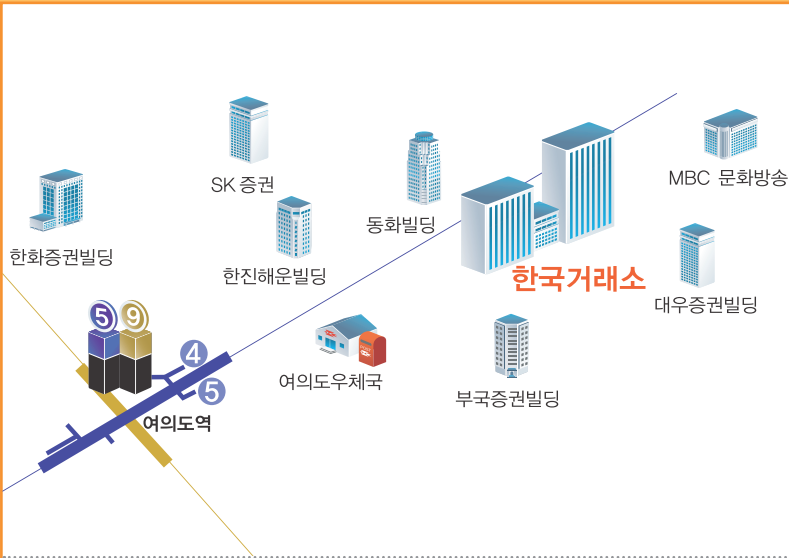 SK 증권
MBC 문화방송
동화빌딩
한화증권빌딩
한진해운빌딩
한국거래소
대우증권빌딩
5 9
4
여의도우체국
5
부국증권빌딩
여의도역